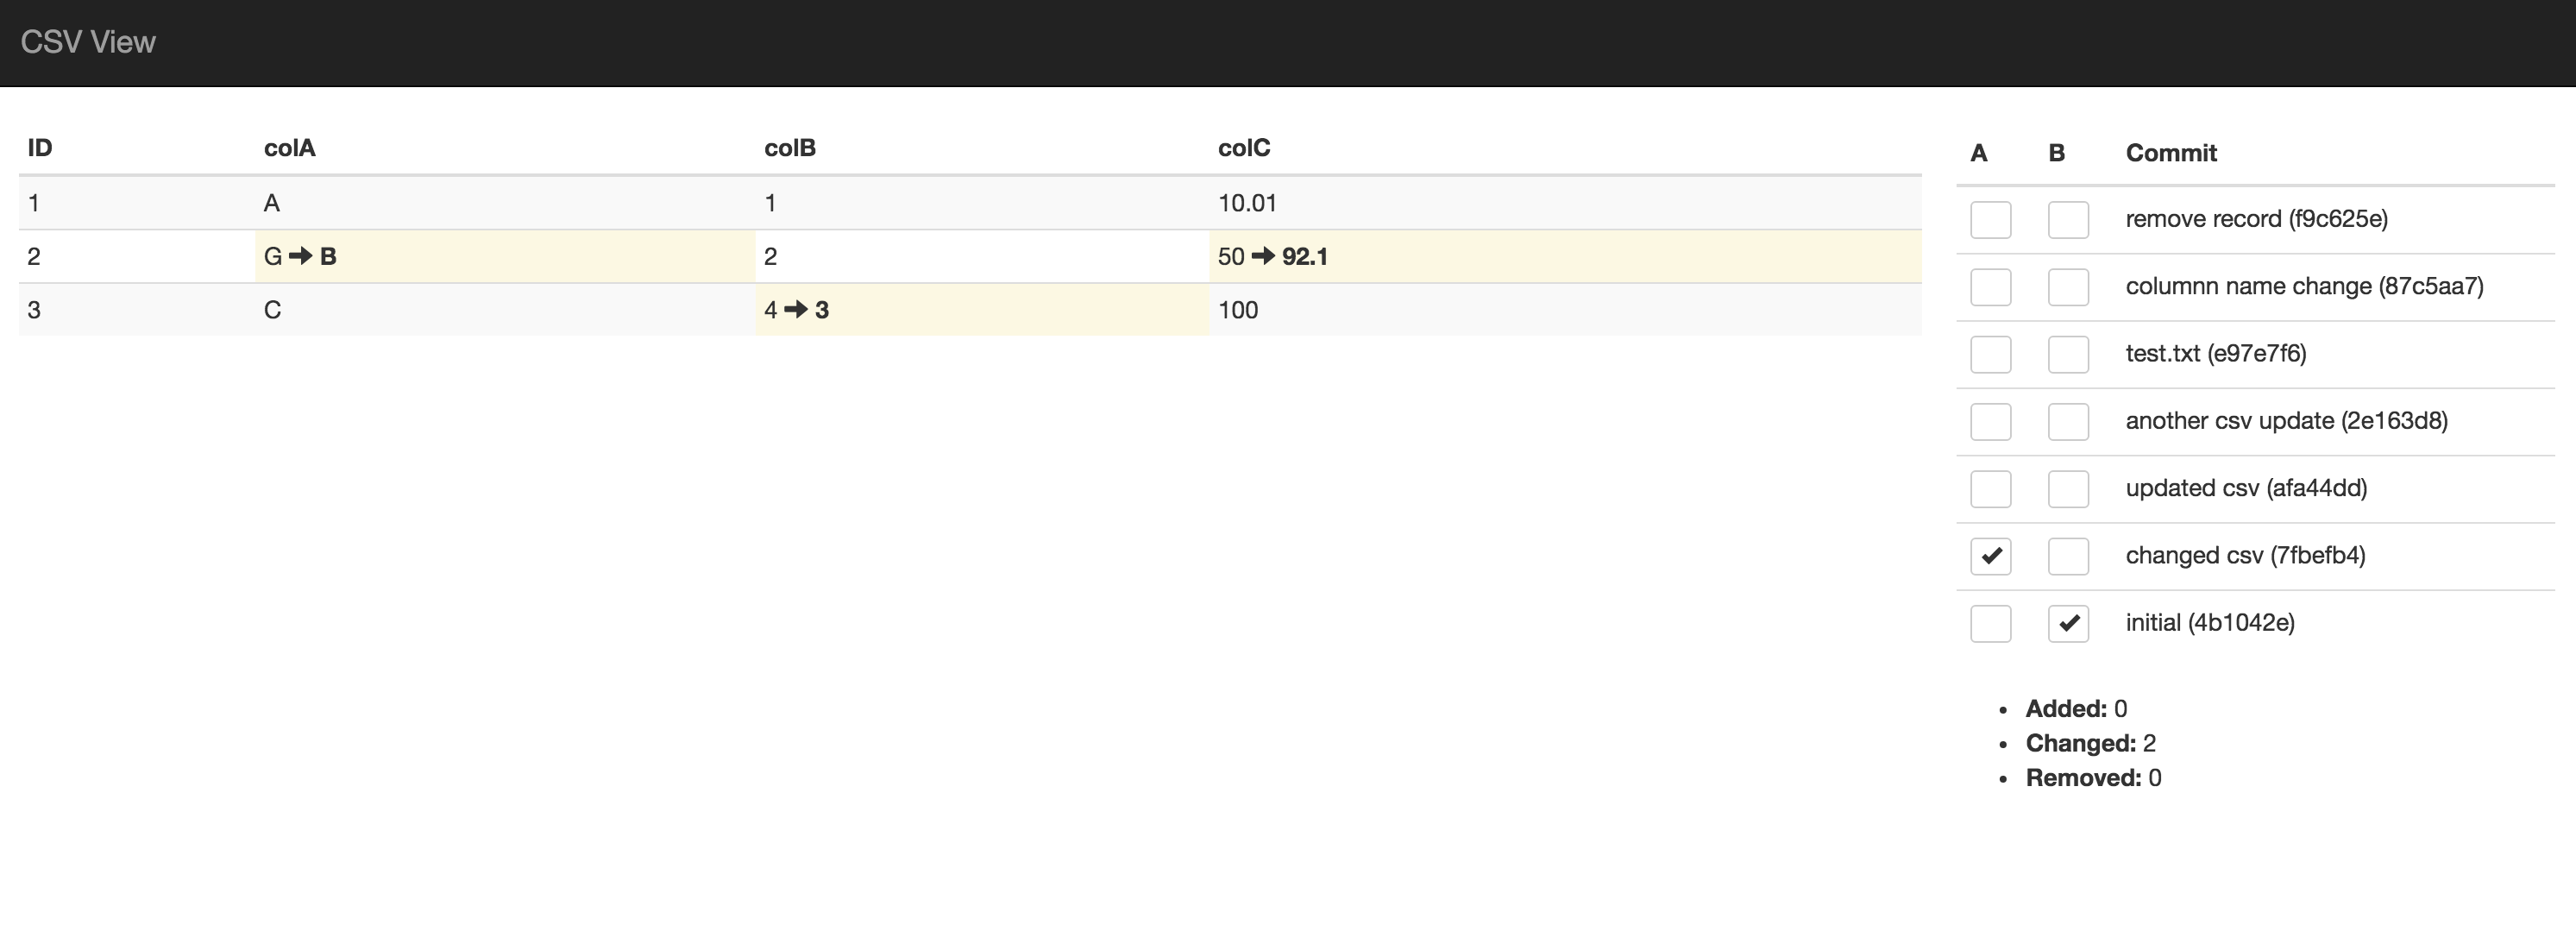 CSV View
ID colA colB colC
1 A 1 10.01
2 G ➔ B 2 50 ➔ 92.1
3 C 4 ➔ 3 100
A B Commit
remove record (f9c625e)
columnn name change (87c5aa7)
test.txt (e97e7f6)
another csv update (2e163d8)
updated csv (afa44dd)
changed csv (7fbefb4)
initial (4b1042e)
• Added: 0
• Changed: 2
• Removed: 0